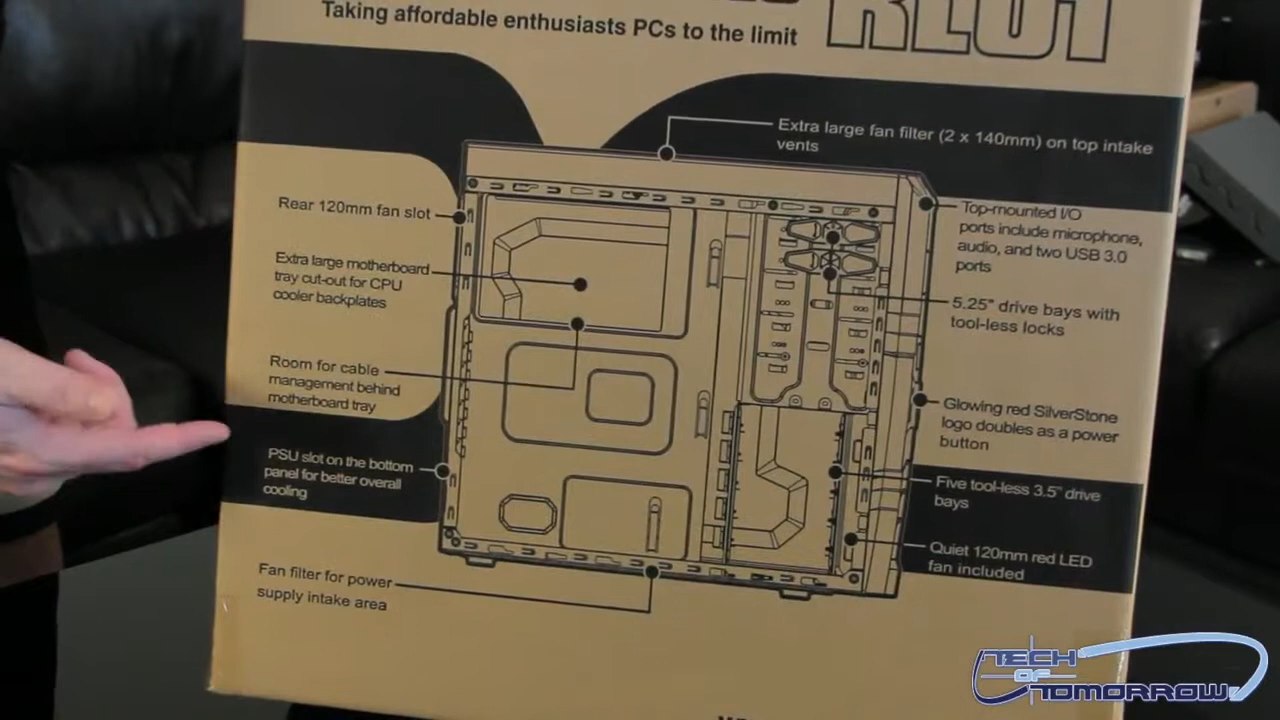 Taking affordable enthusiasts PCs to the limit
RL01
Extra large fan filter (2 x 140mm) on top intake
vents
Rear 120mm fan slot
Extra large motherboard
tray cut-out for CPU
cooler backplates
Room for cable
management behind
motherboard tray
PSU slot on the bottom
panel for better overall
cooling
Fan filter for power
supply intake area
Top-mounted I/O
ports include microphone,
audio, and two USB 3.0
ports
5.25" drive bays with
tool-less locks
Glowing red SilverStone
logo doubles as a power
button
Five tool-less 3.5" drive
bays
Quiet 120mm red LED
fan included
TECH
OF
TOMORROW